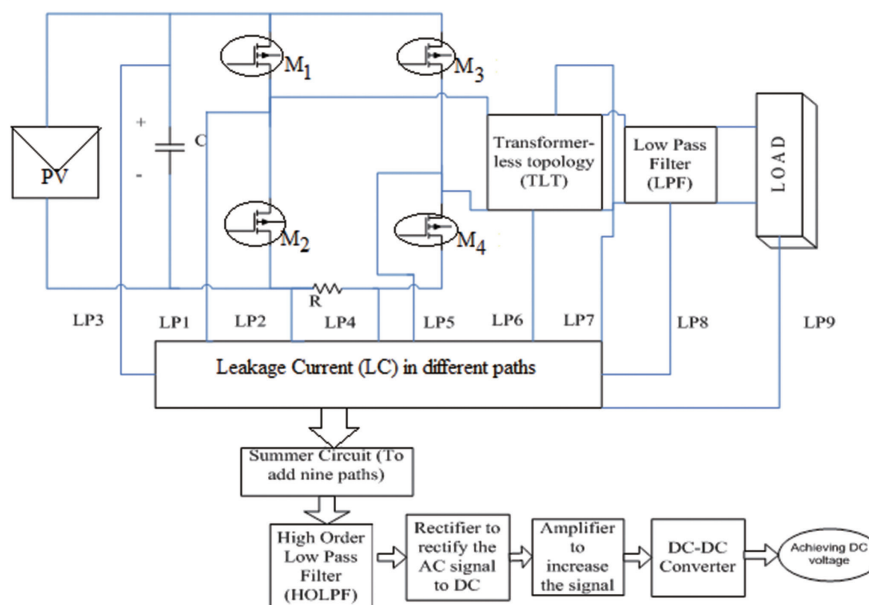 M1
M3
+
C
-
PV
Transformer-
less topology
(TLT)
Low Pass
Filter
(LPF)
LOAD
M2
M4
R
LP3
LP1
LP2
LP4
LP5
LP6
LP7
LP8
LP9
Leakage Current (LC) in different paths
Summer Circuit (To
add nine paths)
High Order
Low Pass
Filter
(HOLPF)
Rectifier to
rectify the
AC signal
to DC
Amplifier
to
increase
the signal
DC-DC
Converter
Achieving DC
voltage